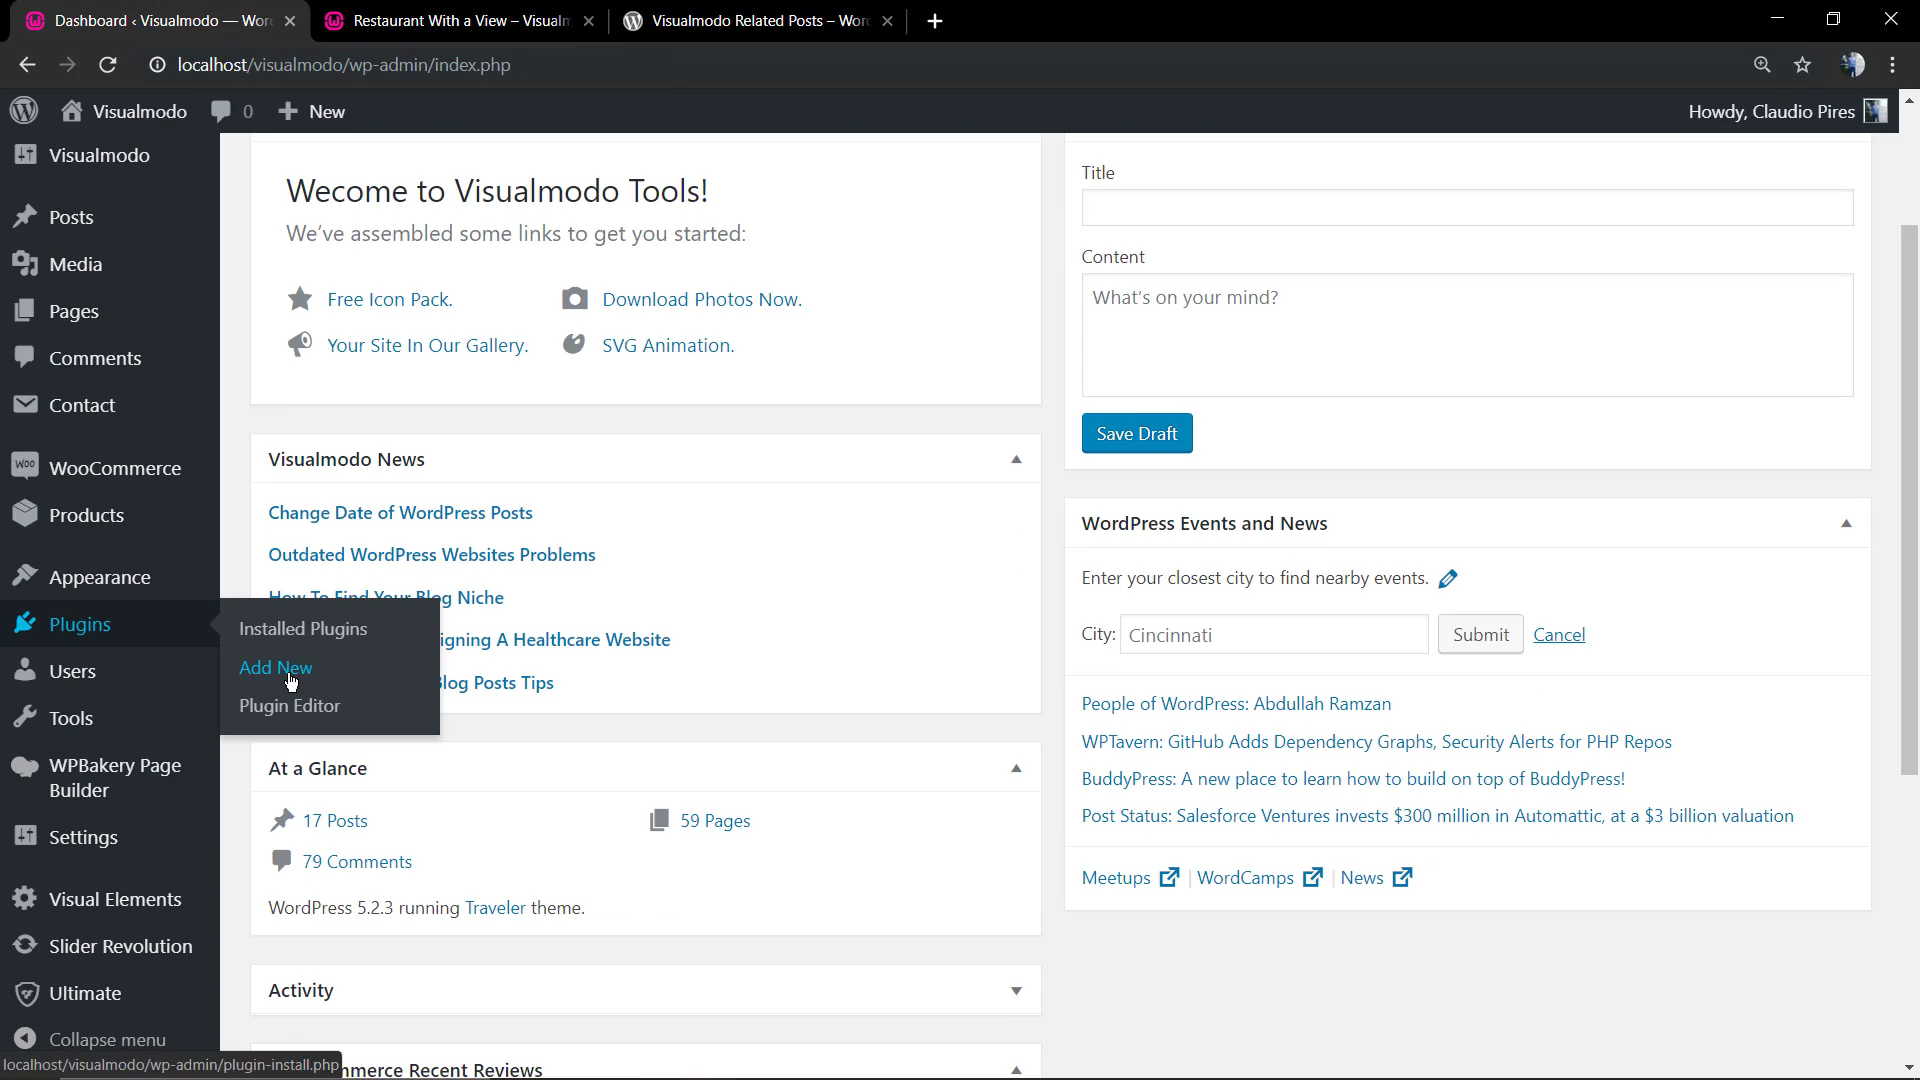 Dashboard ‹ Visualmodo — Wor
Restaurant With a View – Visualm
Visualmodo Related Posts – Wor
localhost/visualmodo/wp-admin/index.php
Visualmodo
0
New
Howdy, Claudio Pires
Visualmodo
Posts
Media
Pages
Comments
Contact
WooCommerce
Products
Appearance
Plugins
Installed Plugins
Add New
Plugin Editor
Users
Tools
WPBakery Page
Builder
Settings
Visual Elements
Slider Revolution
Ultimate
Collapse menu
localhost/visualmodo/wp-admin/plugin-install.php
Wecome to Visualmodo Tools!
We've assembled some links to get you started:
Free Icon Pack.
Download Photos Now.
Your Site In Our Gallery.
SVG Animation.
Visualmodo News
Change Date of WordPress Posts
Outdated WordPress Websites Problems
How To Find Your Blog Niche
igning A Healthcare Website
Blog Posts Tips
At a Glance
17 Posts
59 Pages
79 Comments
WordPress 5.2.3 running Traveler theme.
Activity
mmerce Recent Reviews
Title
Content
What's on your mind?
Save Draft
WordPress Events and News
Enter your closest city to find nearby events.
City: Cincinnati Submit Cancel
People of WordPress: Abdullah Ramzan
WPTavern: GitHub Adds Dependency Graphs, Security Alerts for PHP Repos
BuddyPress: A new place to learn how to build on top of BuddyPress!
Post Status: Salesforce Ventures invests $300 million in Automattic, at a $3 billion valuation
Meetups | WordCamps | News